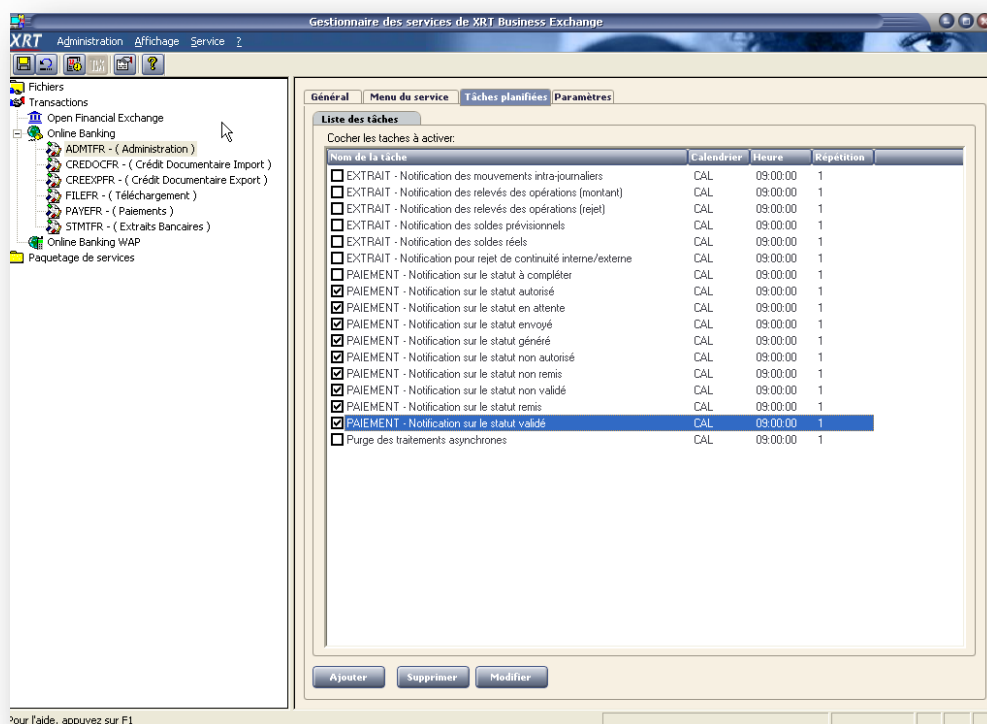 Gestionnaire des services de XRT Business Exchange
XRT Administration Affichage Service ?
Fichiers
Transactions
Open Financial Exchange
Online Banking
ADMTFR - ( Administration )
CREDOCFR - ( Crédit Documentaire Import )
CREEXPFR - ( Crédit Documentaire Export )
FILEFR - ( Téléchargement )
PAYEFR - ( Paiements )
STMTFR - ( Extraits Bancaires )
Online Banking WAP
Paquetage de services
Général Menu du service Tâches planifiées Paramètres
Liste des tâches
Cocher les taches à activer:
Nom de la tâche Calendrier Heure Répétition
EXTRAIT - Notification des mouvements intra-journaliers CAL 09:00:00 1
EXTRAIT - Notification des relevés des opérations (montant) CAL 09:00:00 1
EXTRAIT - Notification des relevés des opérations (rejet) CAL 09:00:00 1
EXTRAIT - Notification des soldes prévisionnels CAL 09:00:00 1
EXTRAIT - Notification des soldes réels CAL 09:00:00 1
EXTRAIT - Notification pour rejet de continuité interne/externe CAL 09:00:00 1
PAIEMENT - Notification sur le statut à compléter CAL 09:00:00 1
PAIEMENT - Notification sur le statut autorisé CAL 09:00:00 1
PAIEMENT - Notification sur le statut en attente CAL 09:00:00 1
PAIEMENT - Notification sur le statut envoyé CAL 09:00:00 1
PAIEMENT - Notification sur le statut généré CAL 09:00:00 1
PAIEMENT - Notification sur le statut non autorisé CAL 09:00:00 1
PAIEMENT - Notification sur le statut non remis CAL 09:00:00 1
PAIEMENT - Notification sur le statut non validé CAL 09:00:00 1
PAIEMENT - Notification sur le statut remis CAL 09:00:00 1
PAIEMENT - Notification sur le statut validé CAL 09:00:00 1
Purge des traitements asynchrones CAL 09:00:00 1
Ajouter Supprimer Modifier
Pour l'aide, appuyez sur F1